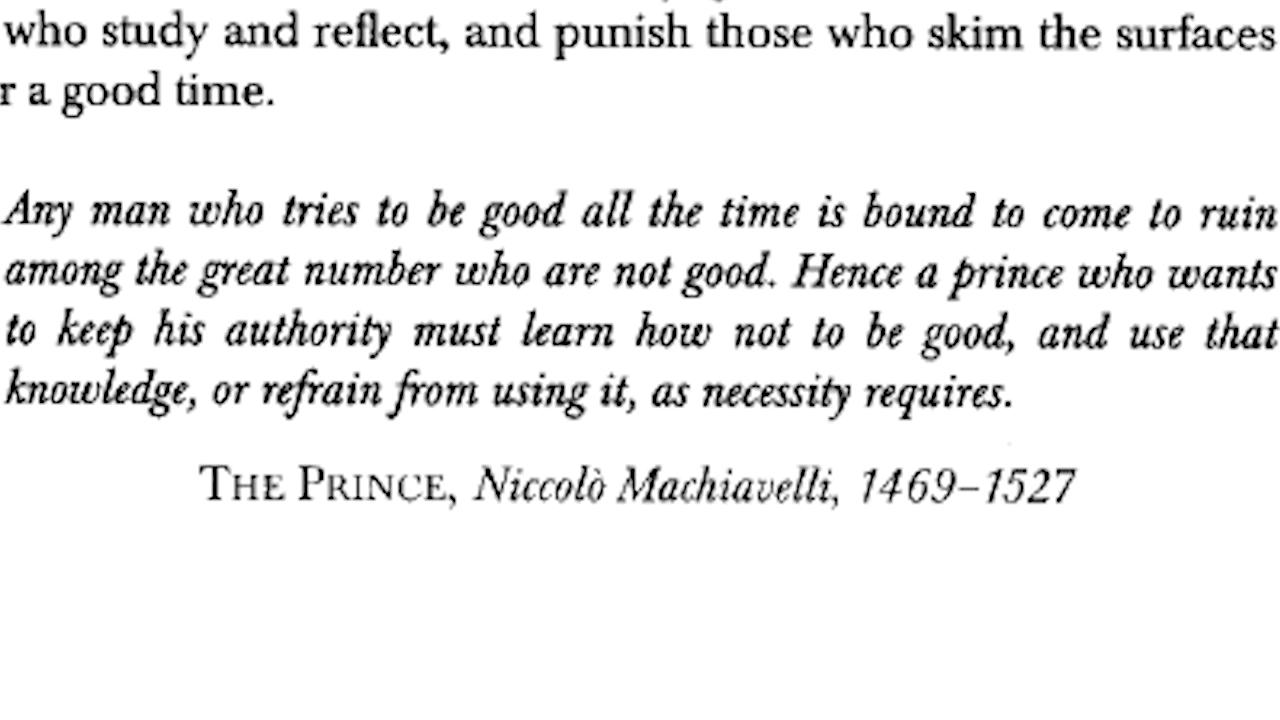 who study and reflect, and punish those who skim the surfaces
r a good time.
Any man who tries to be good all the time is bound to come to ruin
among the great number who are not good. Hence a prince who wants
to keep his authority must learn how not to be good, and use that
knowledge, or refrain from using it, as necessity requires.
THE PRINCE, Niccolò Machiavelli, 1469–1527